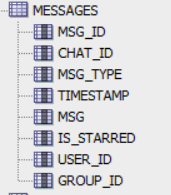 MESSAGES
MSG_ID
CHAT_ID
MSG_TYPE
TIMESTAMP
MSG
IS_STARRED
USER_ID
GROUP_ID